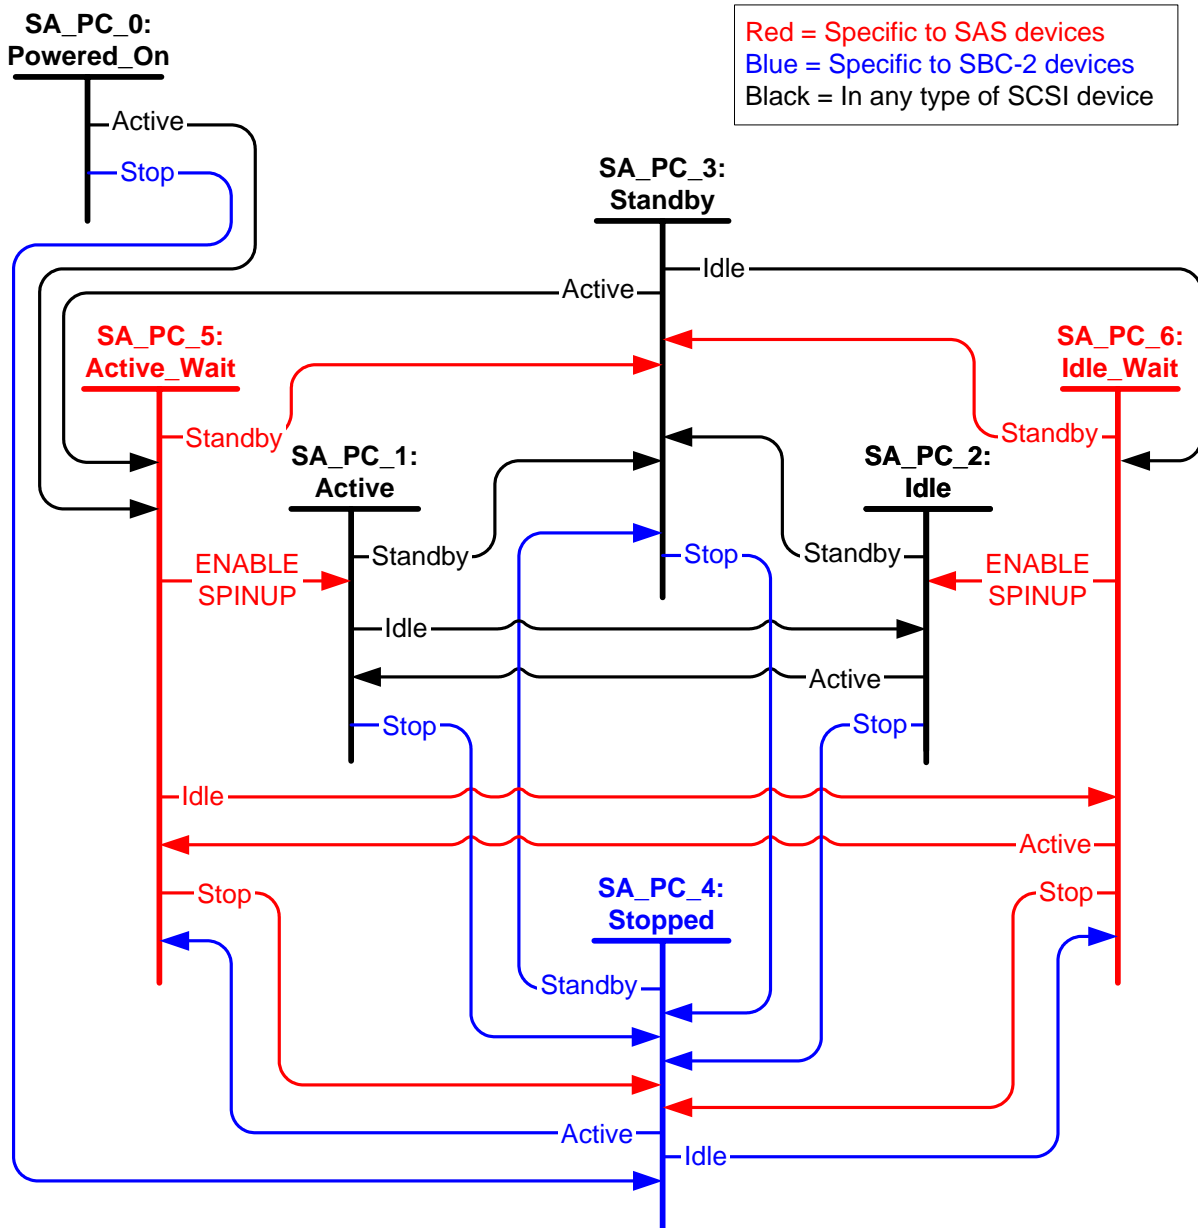 SA_PC_0:
Powered_On
Red = Specific to SAS devices
Blue = Specific to SBC-2 devices
Black = In any type of SCSI device
Active
Stop
SA_PC_3:
Standby
Idle
Active
SA_PC_5:
Active_Wait
SA_PC_6:
Idle_Wait
Standby
Standby
SA_PC_1:
Active
SA_PC_2:
Idle
Standby
Stop
Standby
ENABLE
SPINUP
ENABLE
SPINUP
Idle
Active
Stop
Stop
Idle
Active
Stop
Stop
SA_PC_4:
Stopped
Standby
Active
Idle